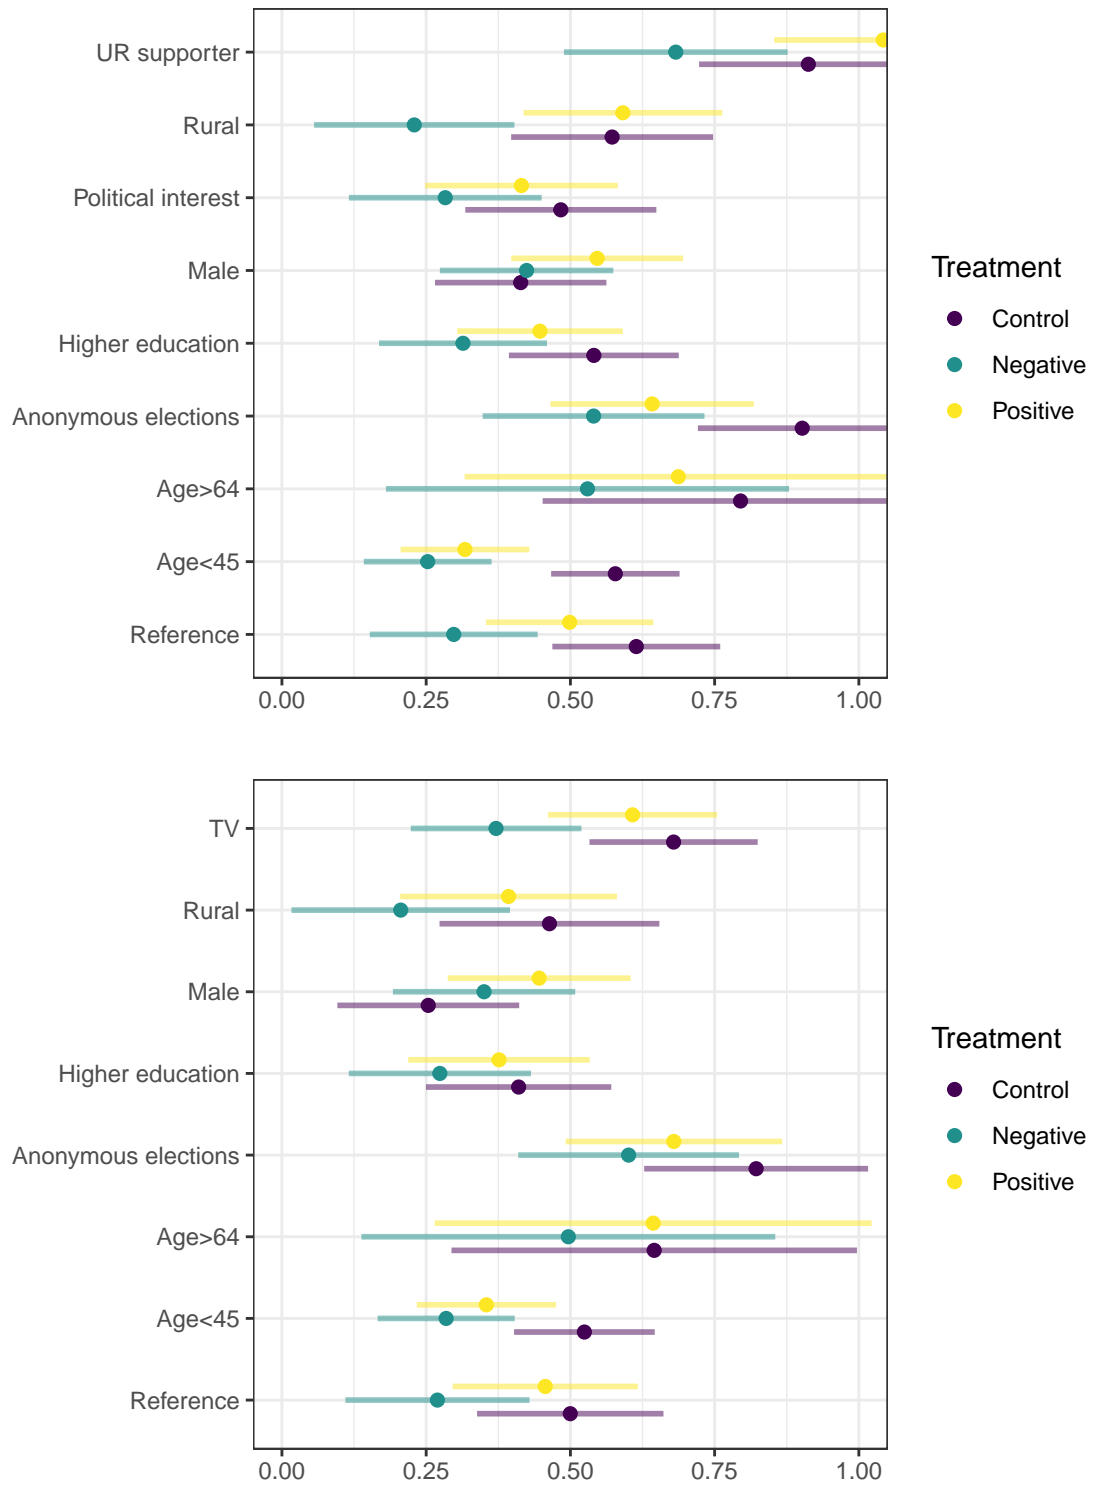 UR supporter
Rural
Political interest
Male
Higher education
Anonymous elections
Age>64
Age<45
Reference
0.00 0.25 0.50 0.75 1.00
Treatment
Control
Negative
Positive
TV
Rural
Male
Higher education
Anonymous elections
Age>64
Age<45
Reference
0.00 0.25 0.50 0.75 1.00
Treatment
Control
Negative
Positive